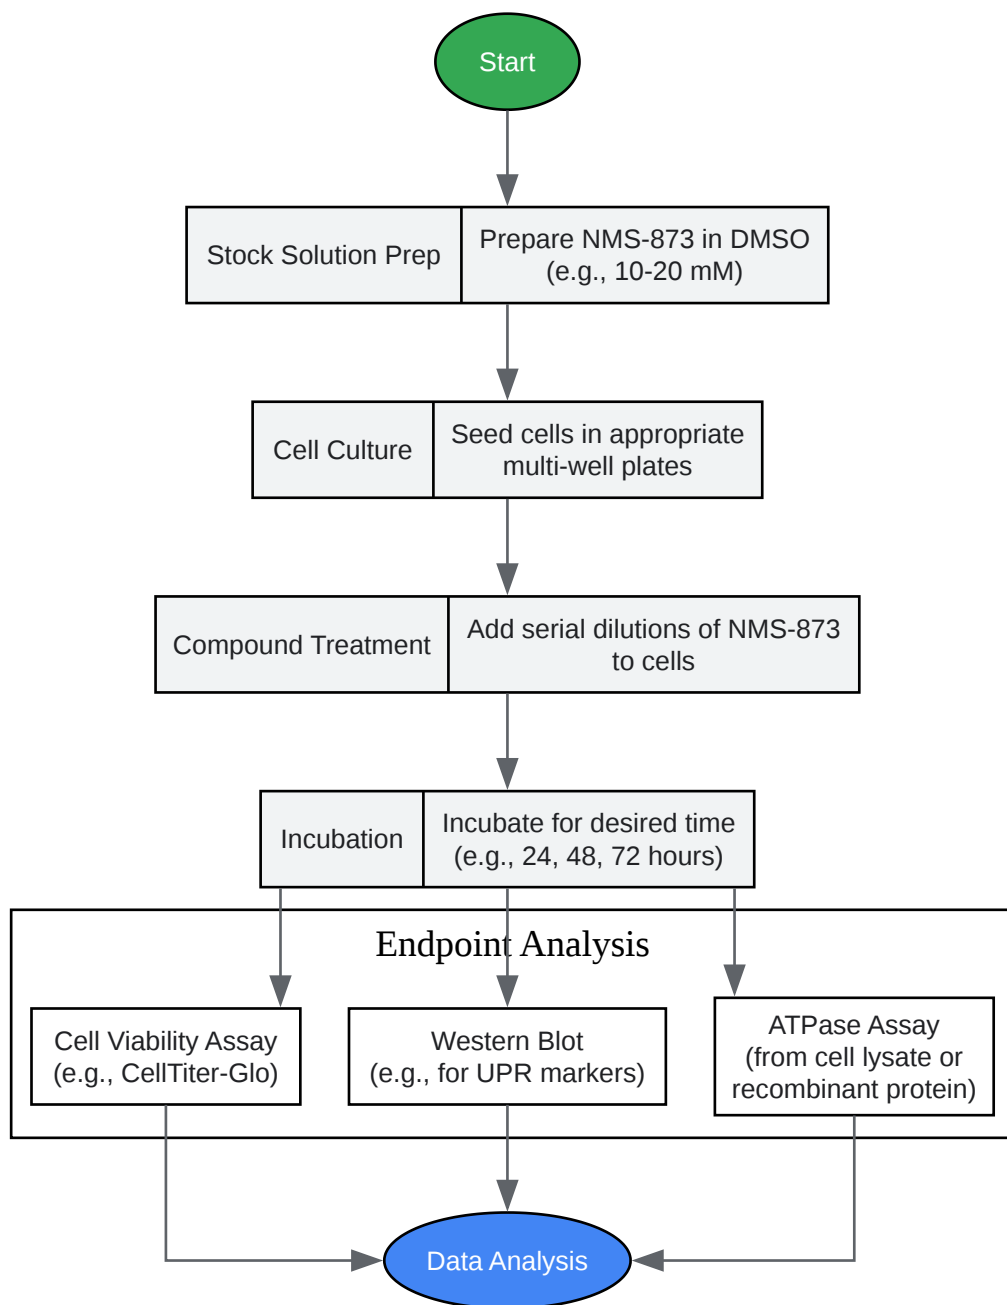 Start
Stock Solution Prep
Prepare NMS-873 in DMSO
(e.g., 10-20 mM)
Cell Culture
Seed cells in appropriate
multi-well plates
Compound Treatment
Add serial dilutions of NMS-873
to cells
Incubation
Incubate for desired time
(e.g., 24, 48, 72 hours)
Endpoint Analysis
Cell Viability Assay
(e.g., CellTiter-Glo)
Western Blot
(e.g., for UPR markers)
ATPase Assay
(from cell lysate or
recombinant protein)
Data Analysis